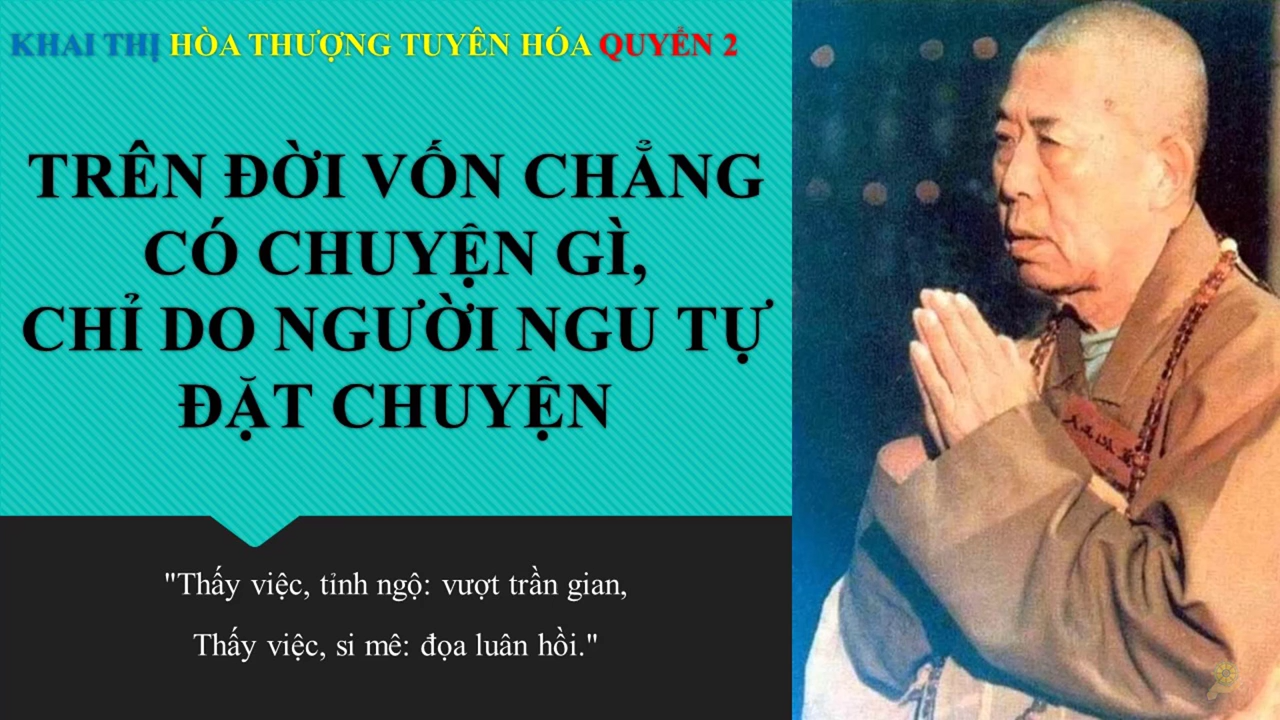 KHAI THỊ HÒA THƯỢNG TUYÊN HÓA QUYỂN 2
TRÊN ĐỜI VỐN CHẲNG
CÓ CHUYỆN GÌ,
CHỈ DO NGƯỜI NGU TỰ
ĐẶT CHUYỆN
"Thấy việc, tỉnh ngộ: vượt trần gian,
Thấy việc, si mê: đọa luân hồi."